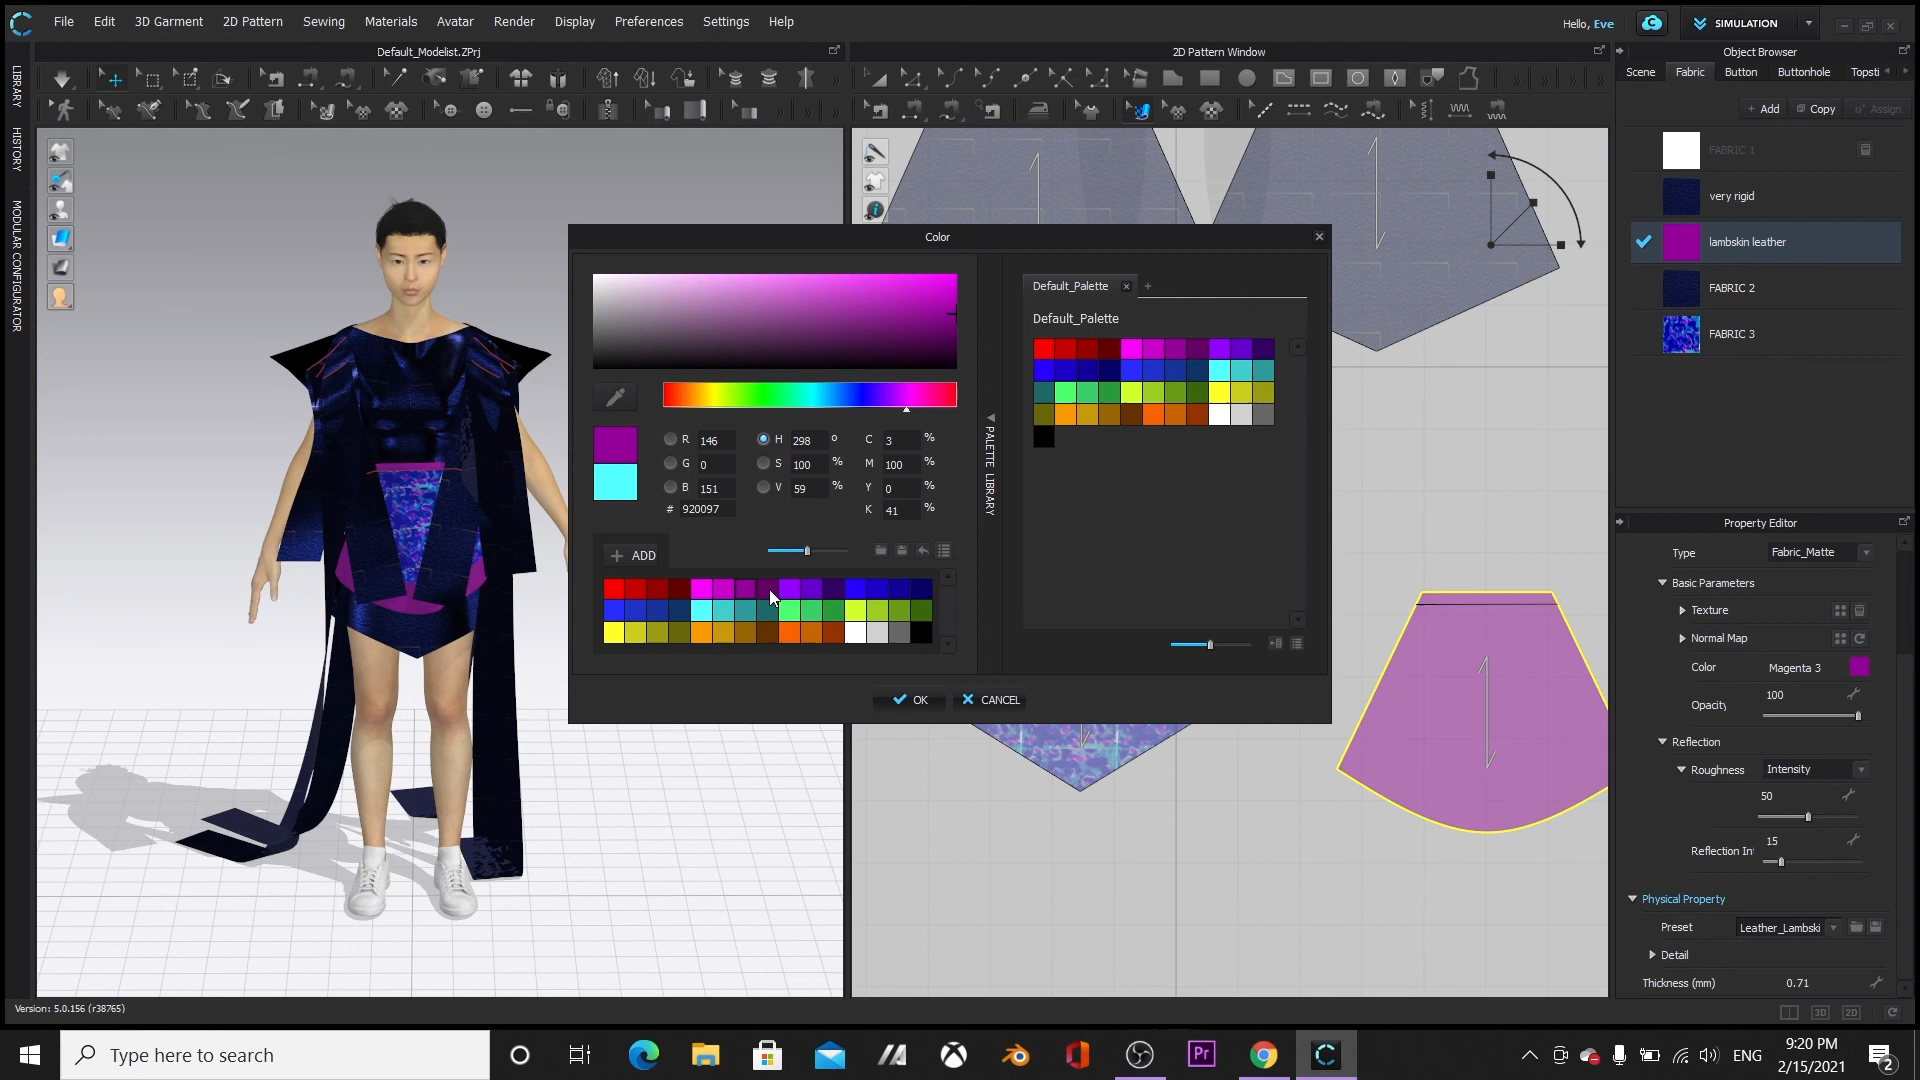 File Edit 3D Garment 2D Pattern Sewing Materials Avatar Render Display Preferences Settings Help
Hello, Eve
SIMULATION
Default_Modelist.ZPrj
2D Pattern Window
Object Browser
Scene Fabric Button Buttonhole Topsti
+ Add Copy Assign
LIBRARY
HISTORY
MODULAR CONFIGURATOR
FABRIC 1
very rigid
lambskin leather
FABRIC 2
FABRIC 3
Color
Default_Palette
Default_Palette
PALETTE LIBRARY
R 146 H 298 o C 3 %
G 0 S 100 % M 100 %
B 151 V 59 % Y 0 %
# 920097 K 41 %
+ ADD
OK CANCEL
Property Editor
Type Fabric_Matte
Basic Parameters
Texture
Normal Map
Color Magenta 3
Opacity 100
Reflection
Roughness Intensity
50
Reflection In 15
Physical Property
Preset Leather_Lambski
Detail
Thickness (mm) 0.71
Version: 5.0.156 (r38765)
3D 2D
Type here to search
Pr
ENG
9:20 PM
2/15/2021
2